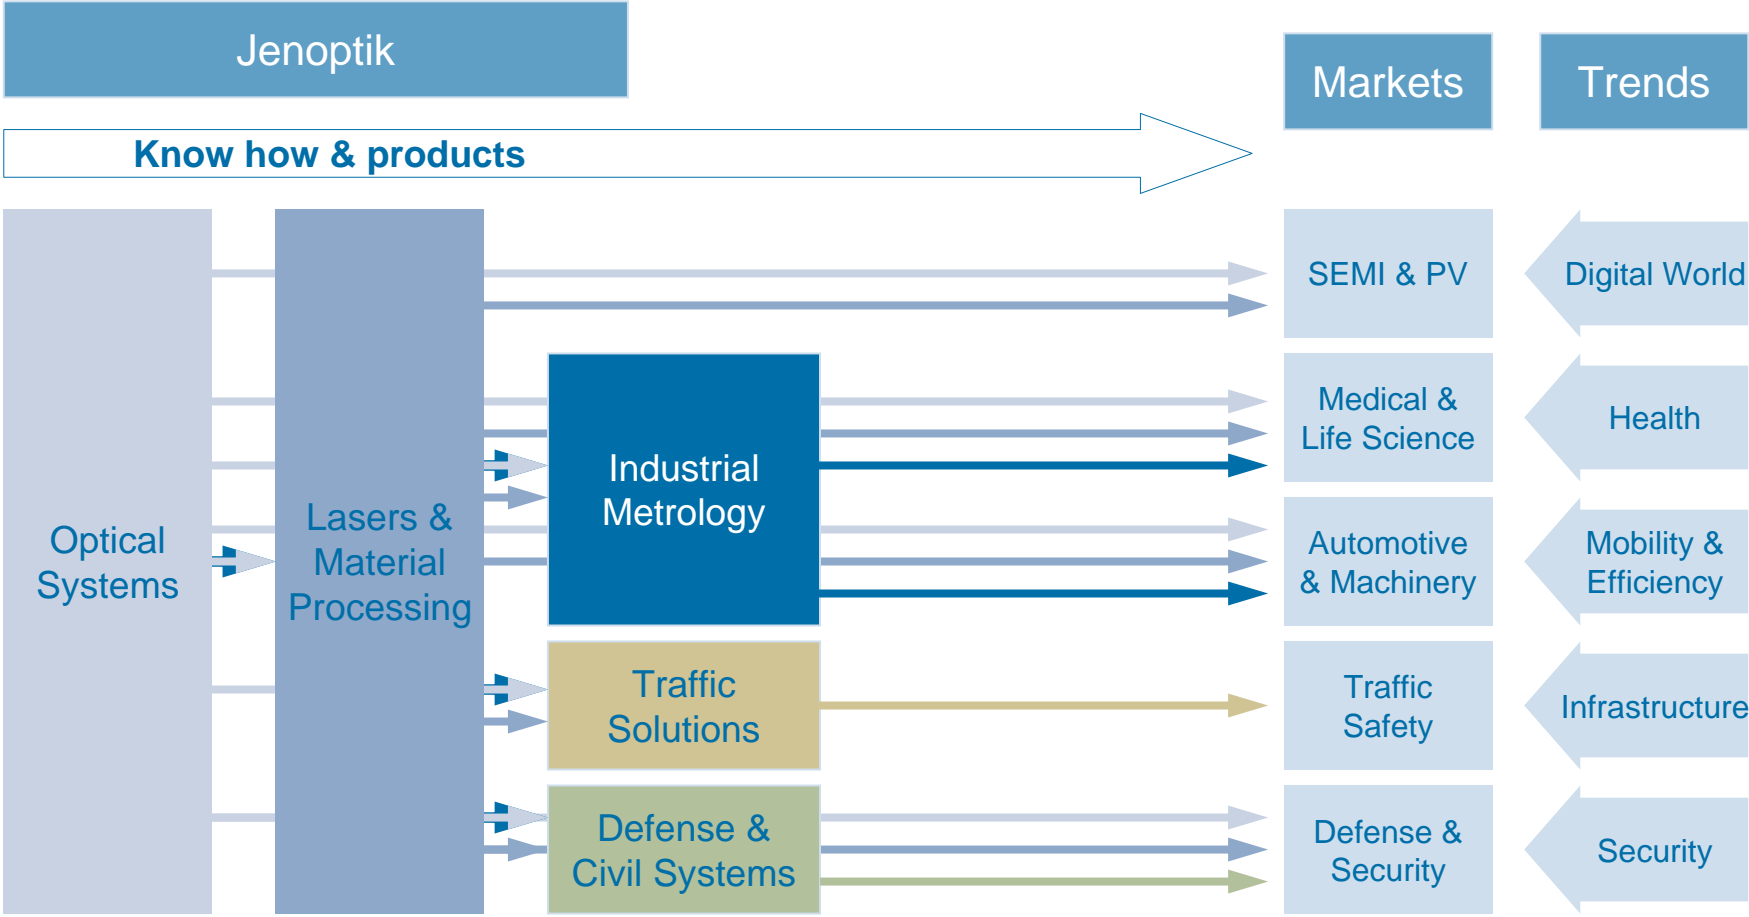 Jenoptik
Markets
Trends
Know how & products
Optical
Systems
Lasers &
Material
Processing
Industrial
Metrology
Traffic
Solutions
Defense &
Civil Systems
SEMI & PV
Medical &
Life Science
Automotive
& Machinery
Traffic
Safety
Defense &
Security
Digital World
Health
Mobility &
Efficiency
Infrastructure
Security